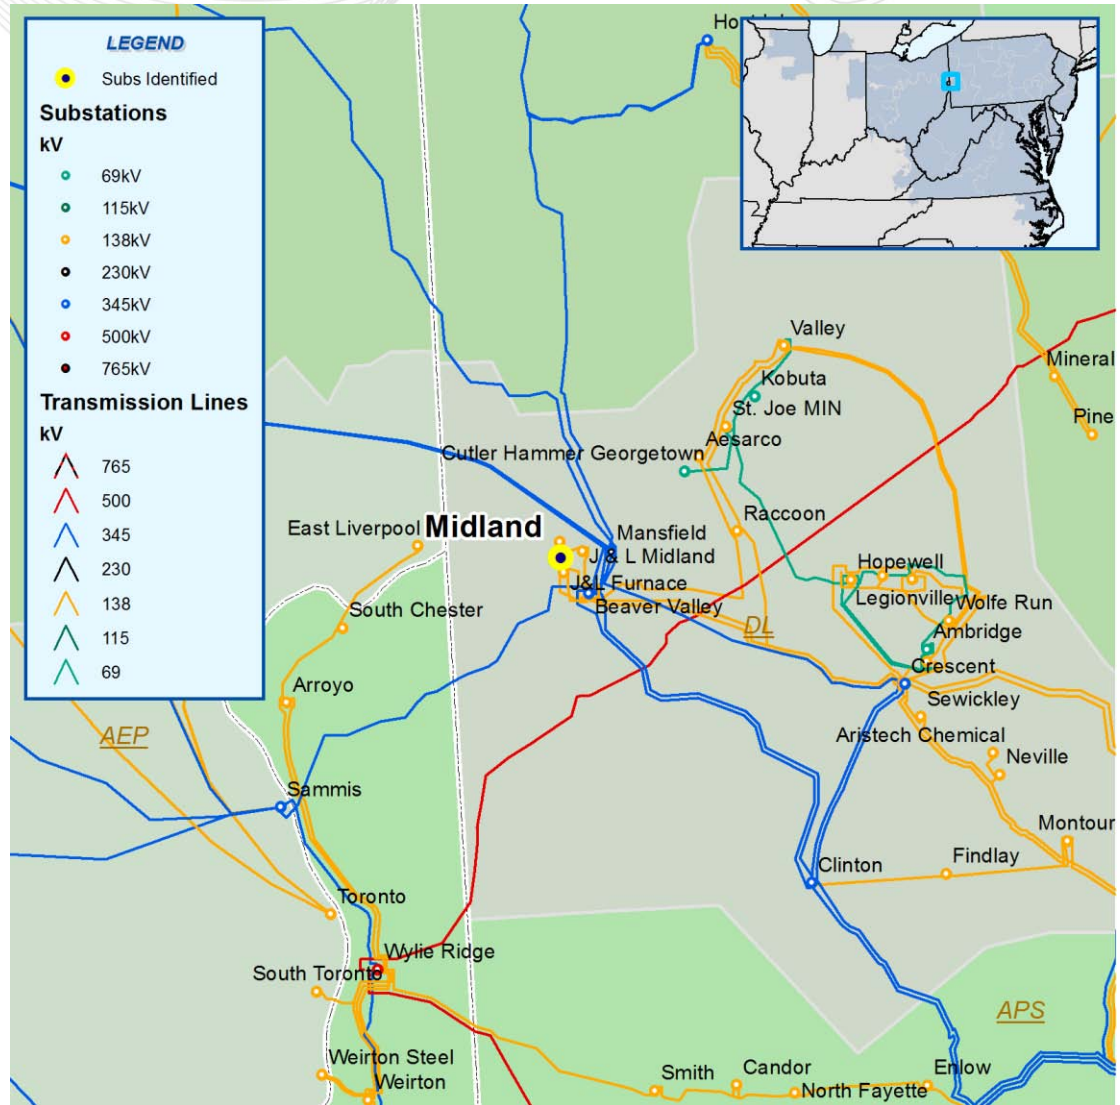 LEGEND
Subs Identified
Substations
kV
69kV
115kV
138kV
230kV
345kV
500kV
765kV
Transmission Lines
kV
765
500
345
230
138
115
69
Valley
Kobuta
St. Joe MIN
Aesarco
Cutler Hammer Georgetown
Mineral
Pine
Raccoon
East Liverpool
Midland
Mansfield
J & L Midland
J&L Furnace
Beaver Valley
Hopewell
Legionville
Wolfe Run
South Chester
DL
Ambridge
Crescent
Arroyo
Sewickley
Aristech Chemical
AEP
Neville
Sammis
Montour
Clinton
Findlay
Toronto
Wylie Ridge
South Toronto
APS
Weirton Steel
Weirton
Smith
Candor
Enlow
North Fayette